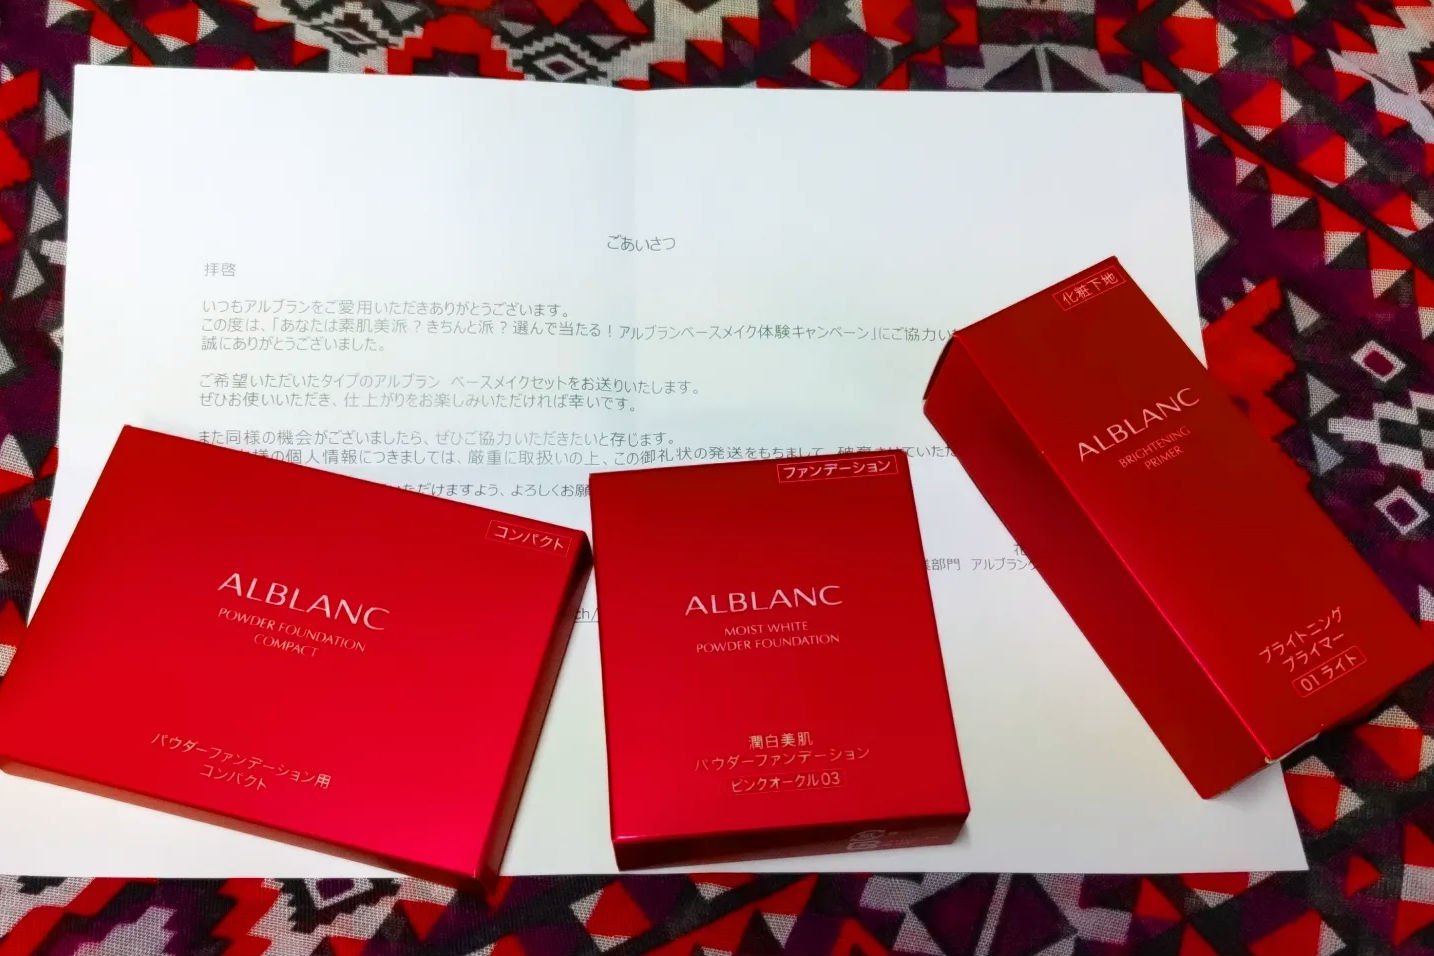 ごあいさつ
拝啓
いつもアルブランをご愛用いただきありがとうございます。
この度は、「あなたは素肌美派？きちんと派？選んで当たる！アルブランベースメイク体験キャンペーン」にご協力い
誠にありがとうございました。
ご希望いただいたタイプのアルブラン ベースメイクセットをお送りいたします。
ぜひお使いいただき、仕上がりをお楽しみいただければ幸いです。
また同様の機会がございましたら、ぜひご協力いただきたいと存じます。
様の個人情報につきましては、厳重に取扱いの上、この御礼状の発送をもちまして、破棄させていただ
いただけますよう、よろしくお願
花
業部門 アルブラング
ch/
コンパクト
ALBLANC
POWDER FOUNDATION
COMPACT
パウダーファンデーション用
コンパクト
ファンデーション
ALBLANC
MOIST WHITE
POWDER FOUNDATION
潤白美肌
パウダーファンデーション
ピンクオークル03
化粧下地
ALBLANC
BRIGHTENING
PRIMER
ブライトニング
プライマー
01 ライト